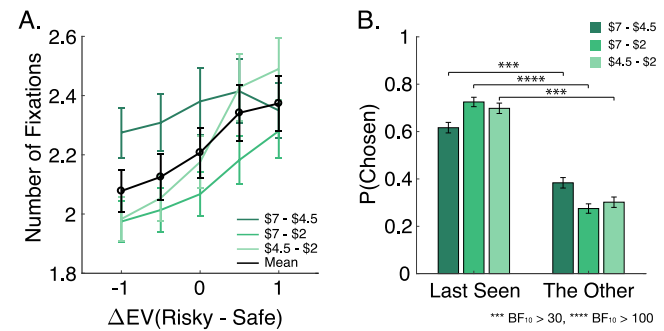 A.
Number of Fixations
2.6
2.4
2.2
2
1.8
-1
0
1
ΔEV(Risky - Safe)
$7 - $4.5
$7 - $2
$4.5 - $2
Mean
B.
P(Chosen)
1
0.8
0.6
0.4
0.2
0
$7 - $4.5
$7 - $2
$4.5 - $2
***
****
***
Last Seen
The Other
*** BF₁₀ > 30, **** BF₁₀ > 100